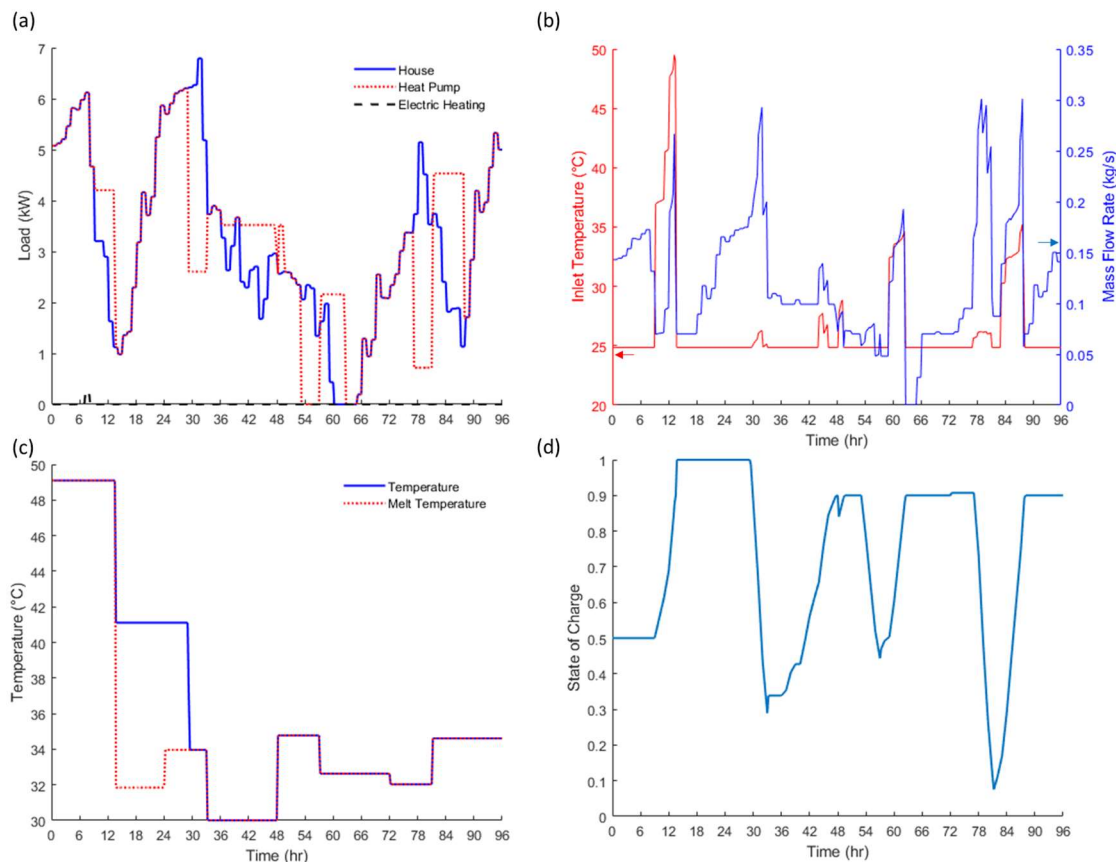 (a)
7
6
5
4
3
2
1
0
Load (kW)
House
Heat Pump
Electric Heating
0 6 12 18 24 30 36 42 48 54 60 66 72 78 84 90 96
Time (hr)
(b)
50
45
40
35
30
25
20
Inlet Temperature (°C)
0.35
0.3
0.25
0.2
0.15
0.1
0.05
0
Mass Flow Rate (kg/s)
0 6 12 18 24 30 36 42 48 54 60 66 72 78 84 90 96
Time (hr)
(c)
50
48
46
44
42
40
38
36
34
32
30
Temperature (°C)
Temperature
Melt Temperature
0 6 12 18 24 30 36 42 48 54 60 66 72 78 84 90 96
Time (hr)
(d)
1
0.9
0.8
0.7
0.6
0.5
0.4
0.3
0.2
0.1
0
State of Charge
0 6 12 18 24 30 36 42 48 54 60 66 72 78 84 90 96
Time (hr)